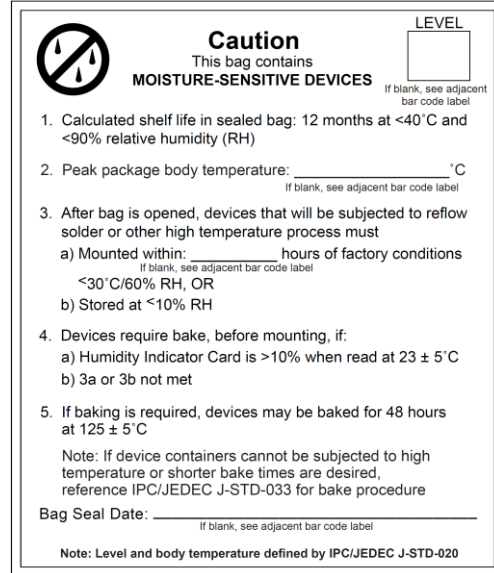 LEVEL
Caution
This bag contains
MOISTURE-SENSITIVE DEVICES
If blank, see adjacent
bar code label
1. Calculated shelf life in sealed bag: 12 months at <40˚C and
<90% relative humidity (RH)
2. Peak package body temperature: ____________________˚C
If blank, see adjacent bar code label
3. After bag is opened, devices that will be subjected to reflow
solder or other high temperature process must
a) Mounted within: ___________ hours of factory conditions
If blank, see adjacent bar code label
<30˚C/60% RH, OR
b) Stored at <10% RH
4. Devices require bake, before mounting, if:
a) Humidity Indicator Card is >10% when read at 23 ± 5˚C
b) 3a or 3b not met
5. If baking is required, devices may be baked for 48 hours
at 125 ± 5˚C
Note: If device containers cannot be subjected to high
temperature or shorter bake times are desired,
reference IPC/JEDEC J-STD-033 for bake procedure
Bag Seal Date: ________________________________________
If blank, see adjacent bar code label
Note: Level and body temperature defined by IPC/JEDEC J-STD-020